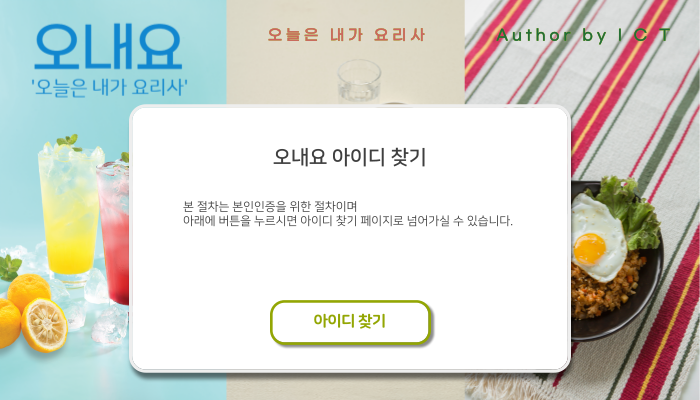 오내요
'오늘은 내가 요리사'
오늘은 내가 요리사
Author by I C T
오내요 아이디 찾기
본 절차는 본인인증을 위한 절차이며
아래에 버튼을 누르시면 아이디 찾기 페이지로 넘어가실 수 있습니다.
아이디 찾기